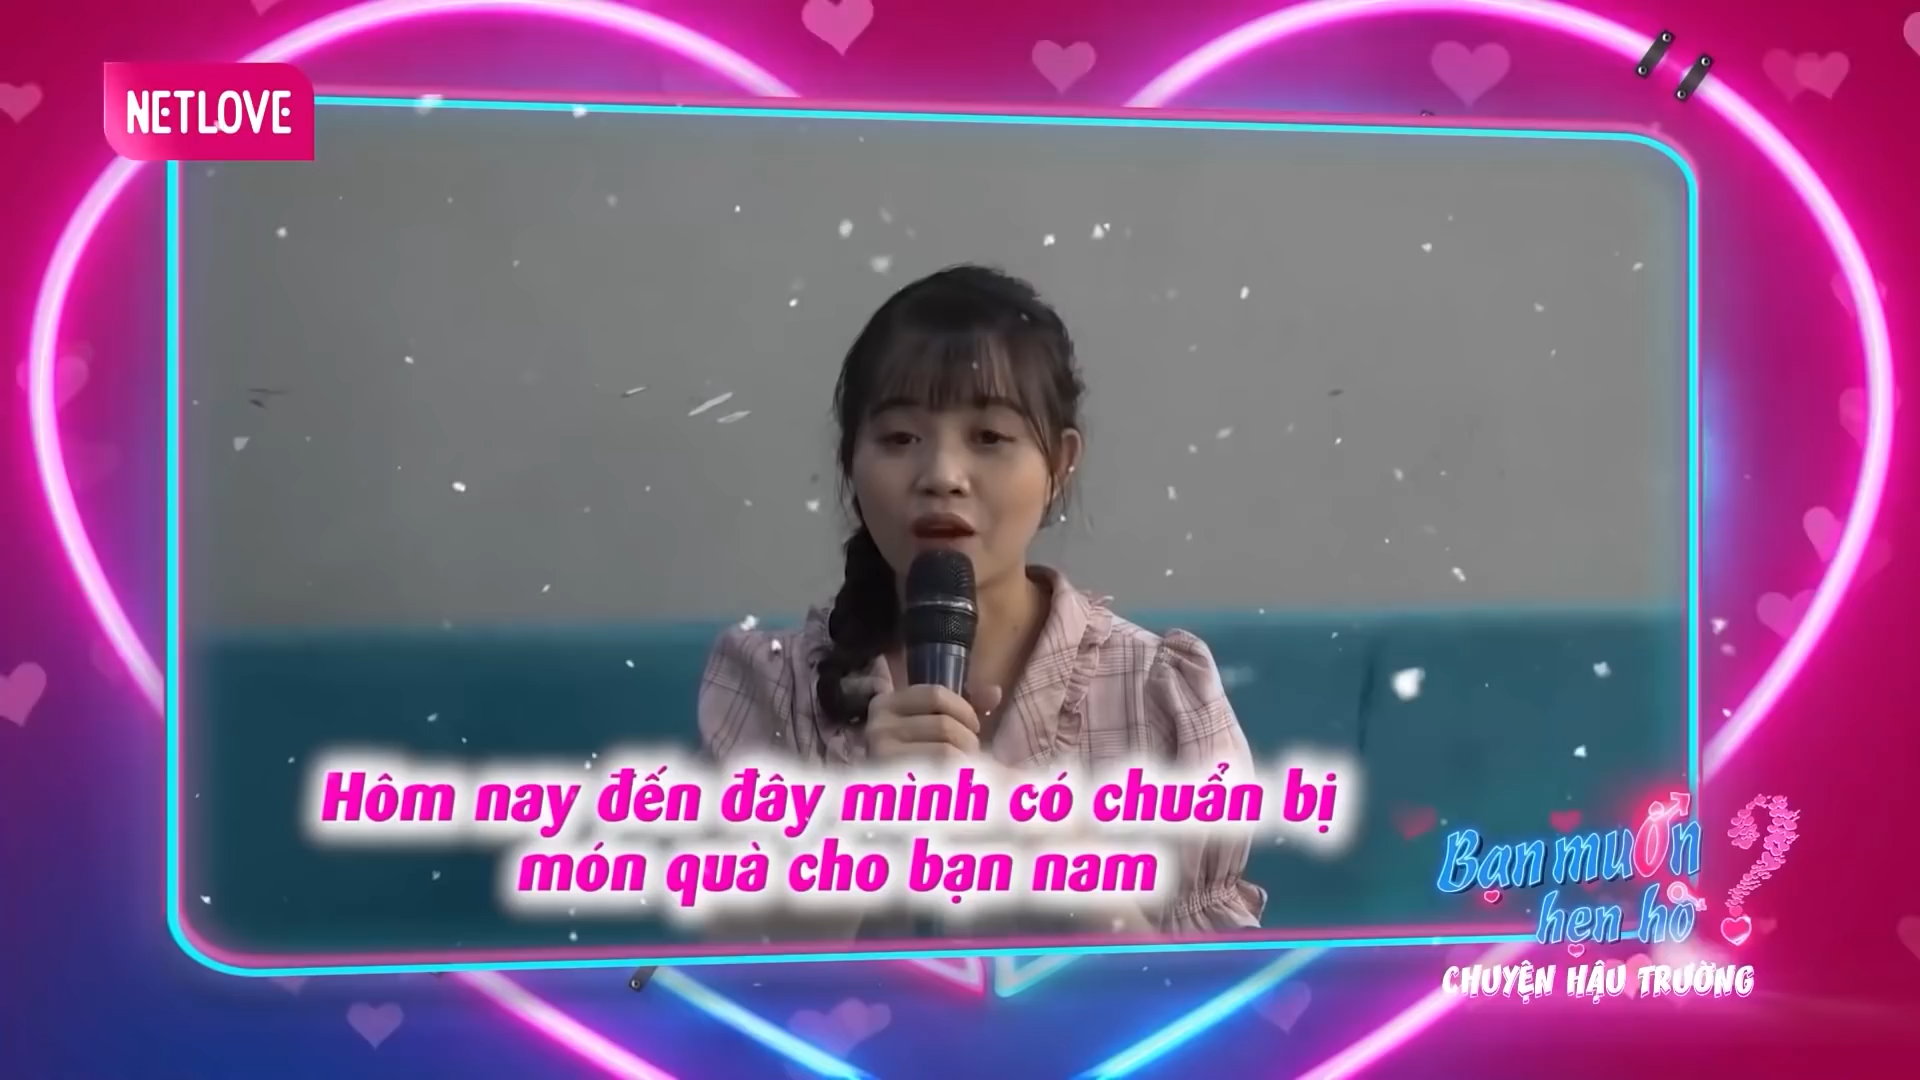 NETLOVE
Hôm nay đến đây mình có chuẩn bị
món quà cho bạn nam
Bạn muốn
hẹn hò ?
CHUYỆN HẬU TRƯỜNG